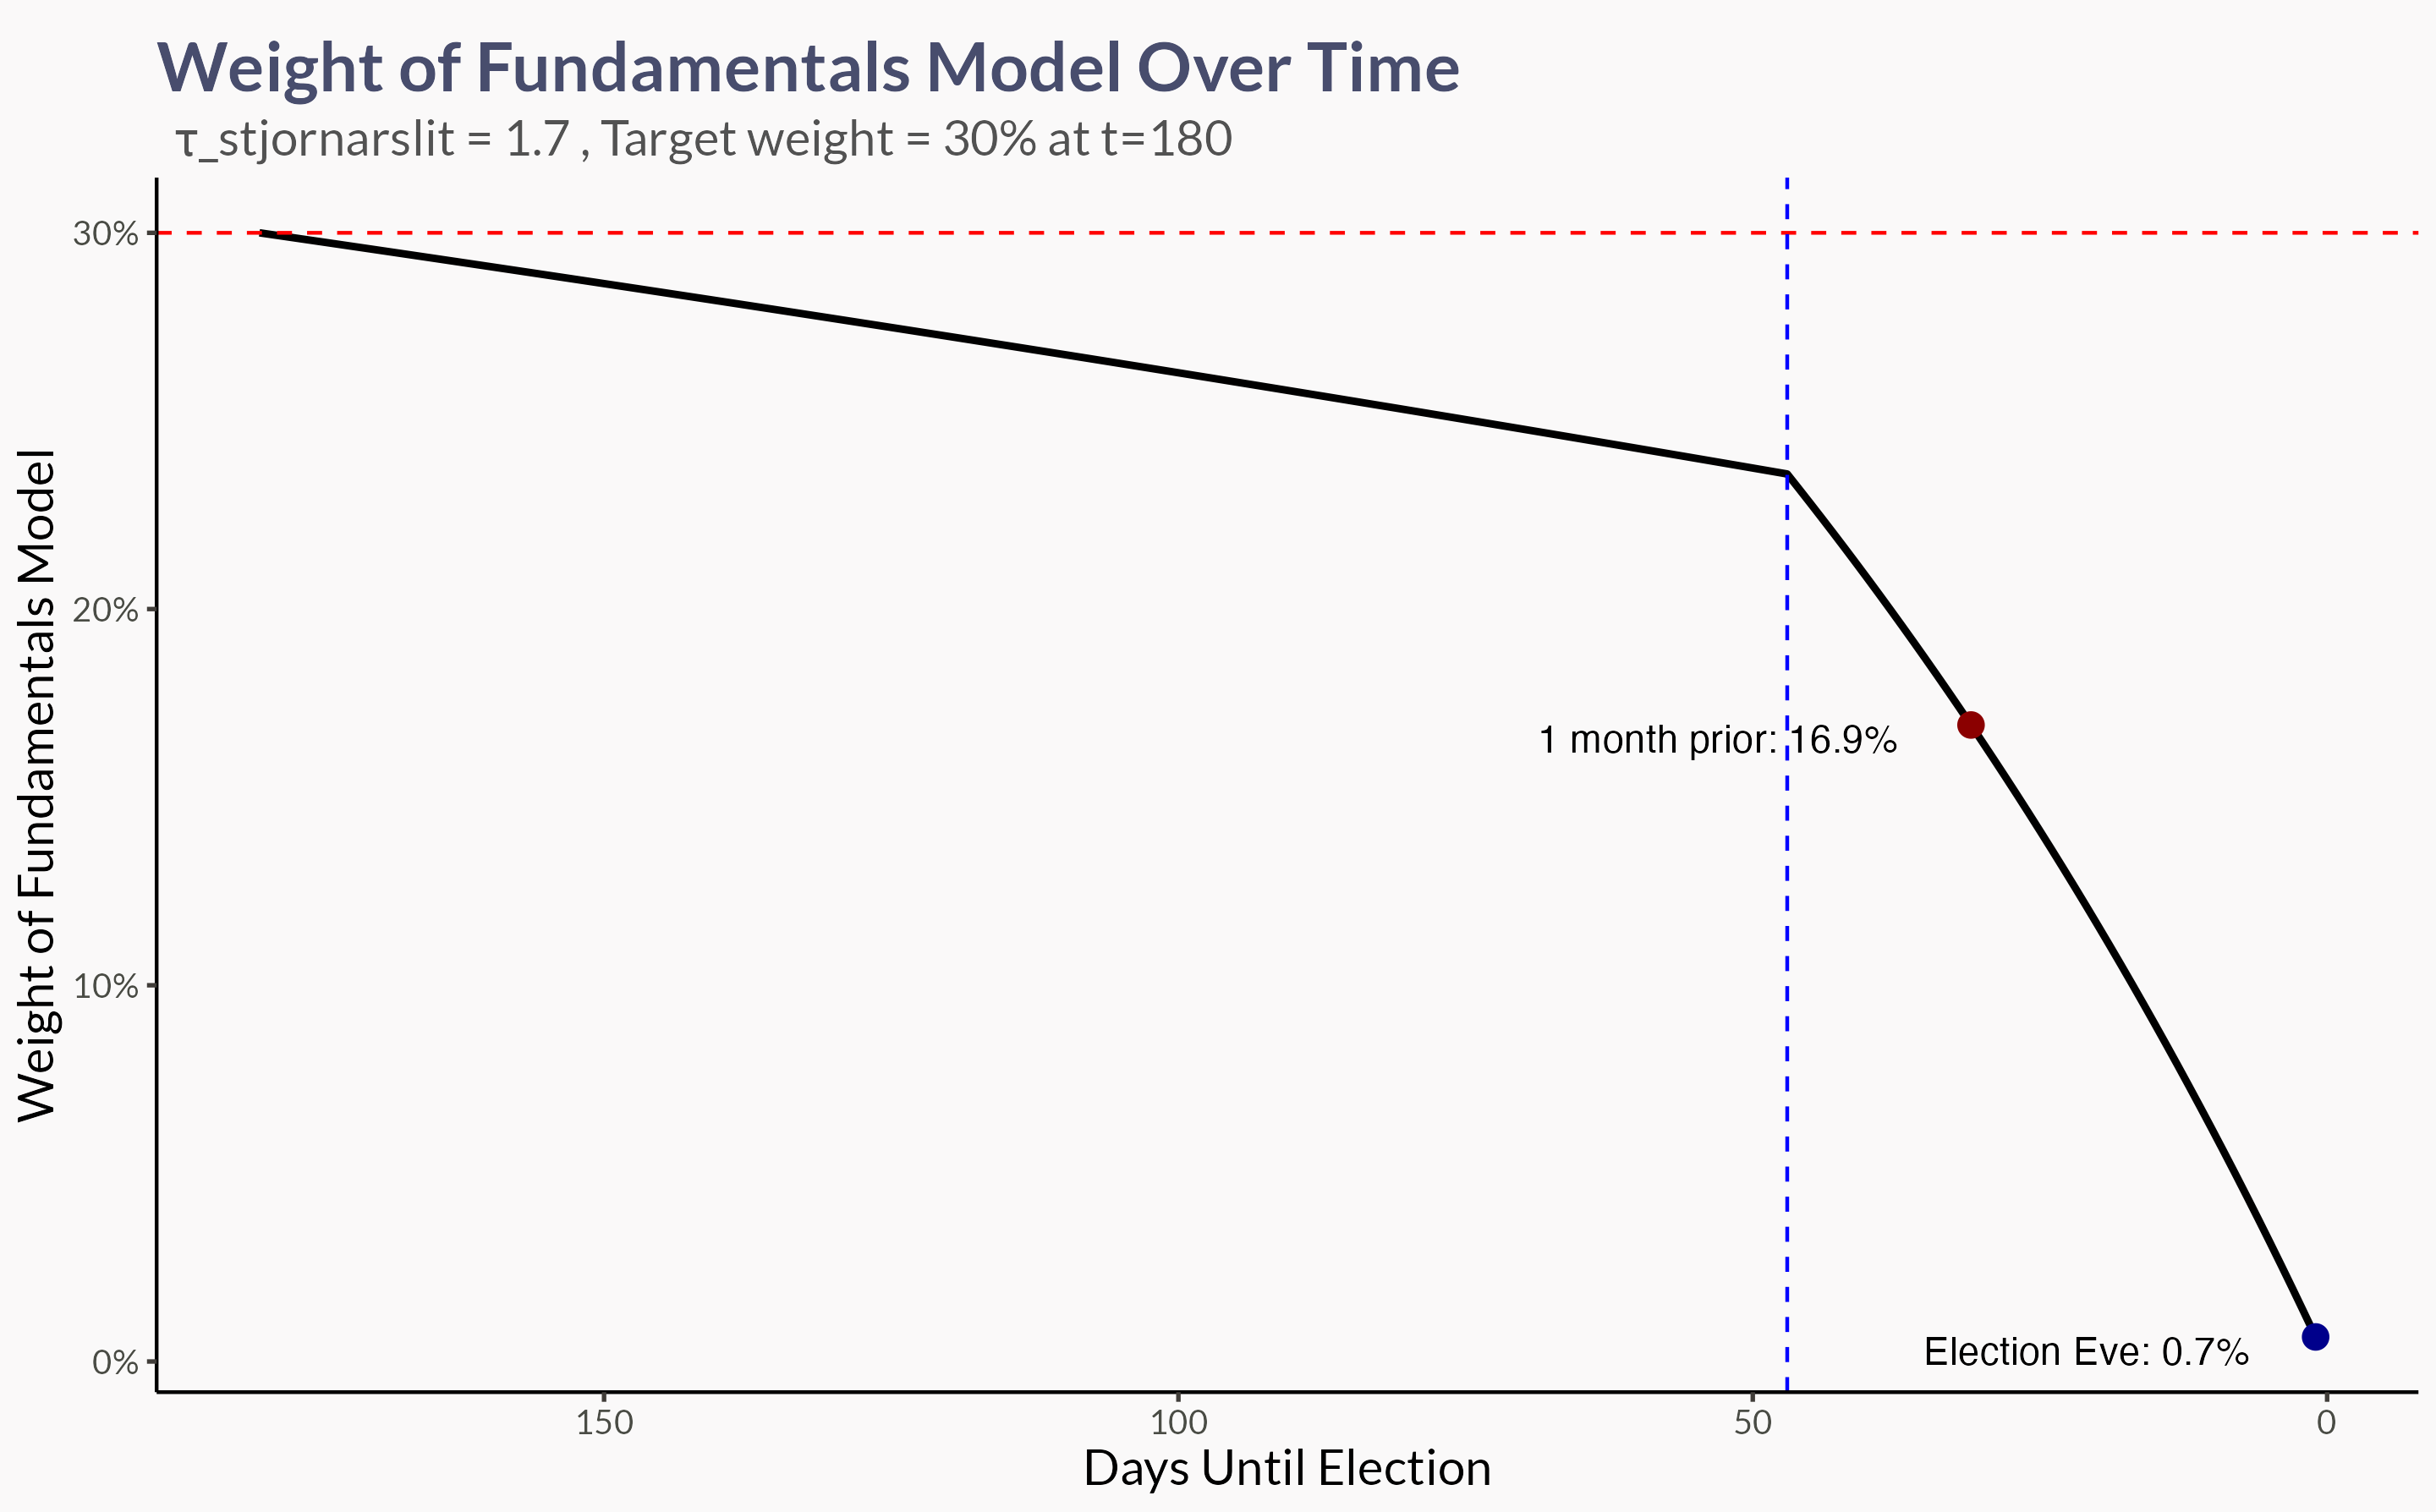 Weight of Fundamentals Model Over Time
τ_stjornarslit = 1.7 , Target weight = 30% at t=180
Weight of Fundamentals Model
30%
20%
10%
0%
1 month prior: 16.9%
Election Eve: 0.7%
150
100
50
0
Days Until Election